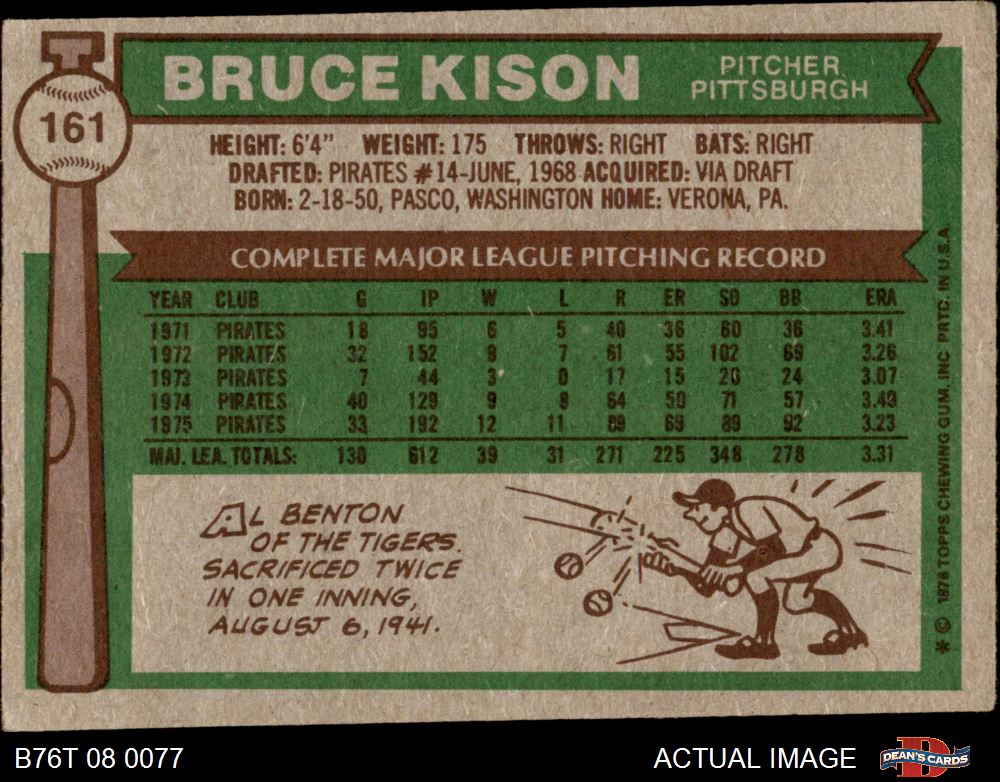 161
BRUCE KISON
PITCHER
PITTSBURGH
HEIGHT: 6'4" WEIGHT: 175 THROWS: RIGHT BATS: RIGHT
DRAFTED: PIRATES #14-JUNE, 1968 ACQUIRED: VIA DRAFT
BORN: 2-18-50, PASCO, WASHINGTON HOME: VERONA, PA.
COMPLETE MAJOR LEAGUE PITCHING RECORD
YEAR CLUB G IP W L R ER SO BB ERA
1971 PIRATES 18 95 6 5 40 36 60 36 3.41
1972 PIRATES 32 152 9 7 61 55 102 69 3.26
1973 PIRATES 7 44 3 0 17 15 26 24 3.07
1974 PIRATES 40 129 9 8 64 50 71 57 3.49
1975 PIRATES 33 192 12 11 89 69 89 92 3.23
MAJ. LEA. TOTALS: 130 612 39 31 271 225 348 278 3.31
AL BENTON
OF THE TIGERS.
SACRIFICED TWICE
IN ONE INNING,
AUGUST 6, 1941.
* © 1976 TOPPS CHEWING GUM, INC. PRTD. IN U.S.A.
B76T 08 0077
ACTUAL IMAGE
DEAN'S CARDS